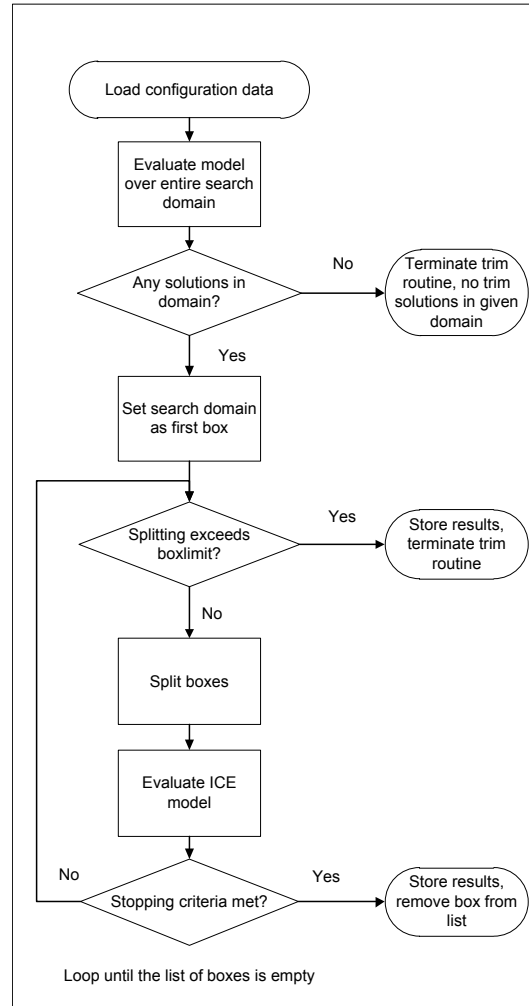 Load configuration data
Evaluate model
over entire search
domain
Any solutions in
domain?
No
Terminate trim
routine, no trim
solutions in given
domain
Yes
Set search domain
as first box
Splitting exceeds
boxlimit?
Yes
Store results,
terminate trim
routine
No
Split boxes
Evaluate ICE
model
No
Stopping criteria met?
Yes
Store results,
remove box from
list
Loop until the list of boxes is empty